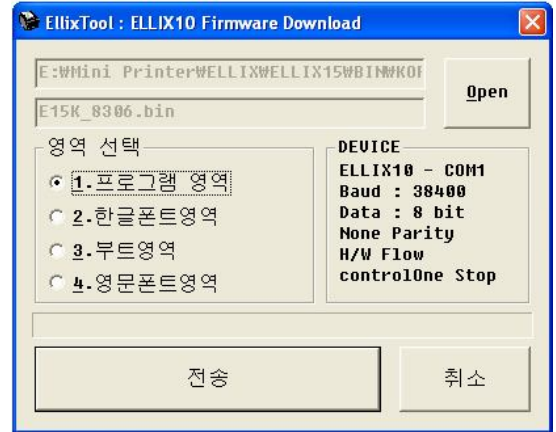 EllixTool : ELLIX10 Firmware Download
E:₩Mini Printer₩ELLIX₩ELLIX15₩BIN₩KOR
Open
E15K_8306.bin
영역 선택
1.프로그램 영역
2.한글폰트영역
3.부트영역
4.영문폰트영역
DEVICE
ELLIX10 - COM1
Baud : 38400
Data : 8 bit
None Parity
H/W Flow
controlOne Stop
전송
취소